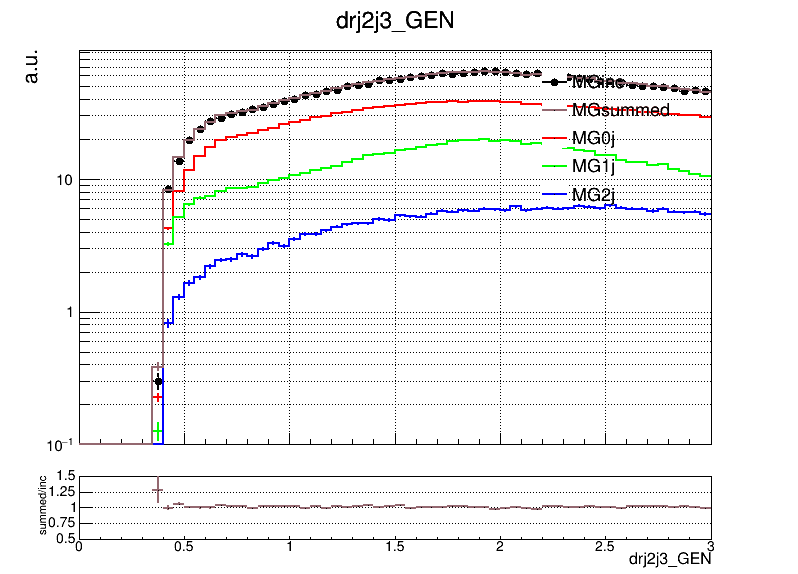 drj2j3_GEN
a.u.
MGinc
MGsummed
MG0j
MG1j
MG2j
10
1
10⁻¹
summed/inc
1.5
1.25
1
0.75
0.5
0 0.5 1 1.5 2 2.5 3
drj2j3_GEN